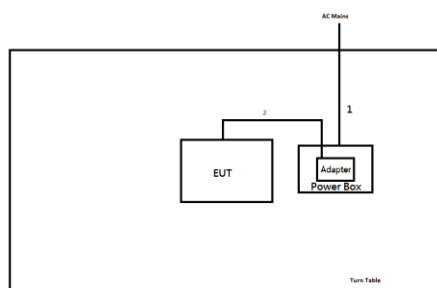 AC Mains
1
2
EUT
Adapter
Power Box
Turn Table